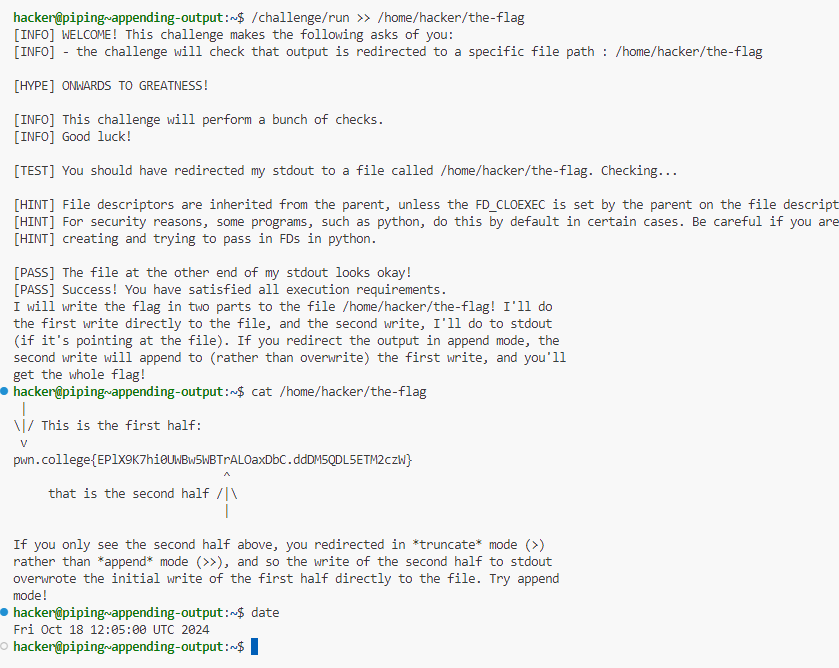 hacker@piping~appending-output:~$ /challenge/run >> /home/hacker/the-flag
[INFO] WELCOME! This challenge makes the following asks of you:
[INFO] - the challenge will check that output is redirected to a specific file path : /home/hacker/the-flag
[HYPE] ONWARDS TO GREATNESS!
[INFO] This challenge will perform a bunch of checks.
[INFO] Good luck!
[TEST] You should have redirected my stdout to a file called /home/hacker/the-flag. Checking...
[HINT] File descriptors are inherited from the parent, unless the FD_CLOEXEC is set by the parent on the file descript
[HINT] For security reasons, some programs, such as python, do this by default in certain cases. Be careful if you are
[HINT] creating and trying to pass in FDs in python.
[PASS] The file at the other end of my stdout looks okay!
[PASS] Success! You have satisfied all execution requirements.
I will write the flag in two parts to the file /home/hacker/the-flag! I'll do
the first write directly to the file, and the second write, I'll do to stdout
(if it's pointing at the file). If you redirect the output in append mode, the
second write will append to (rather than overwrite) the first write, and you'll
get the whole flag!
hacker@piping~appending-output:~$ cat /home/hacker/the-flag
 |
\|/ This is the first half:
 v
pwn.college{EPlX9K7hi0UWBw5WBTrALOaxDbC.ddDM5QDL5ETM2czW}
                              ^
     that is the second half /|\
                              |
If you only see the second half above, you redirected in *truncate* mode (>)
rather than *append* mode (>>), and so the write of the second half to stdout
overwrote the initial write of the first half directly to the file. Try append
mode!
hacker@piping~appending-output:~$ date
Fri Oct 18 12:05:00 UTC 2024
hacker@piping~appending-output:~$